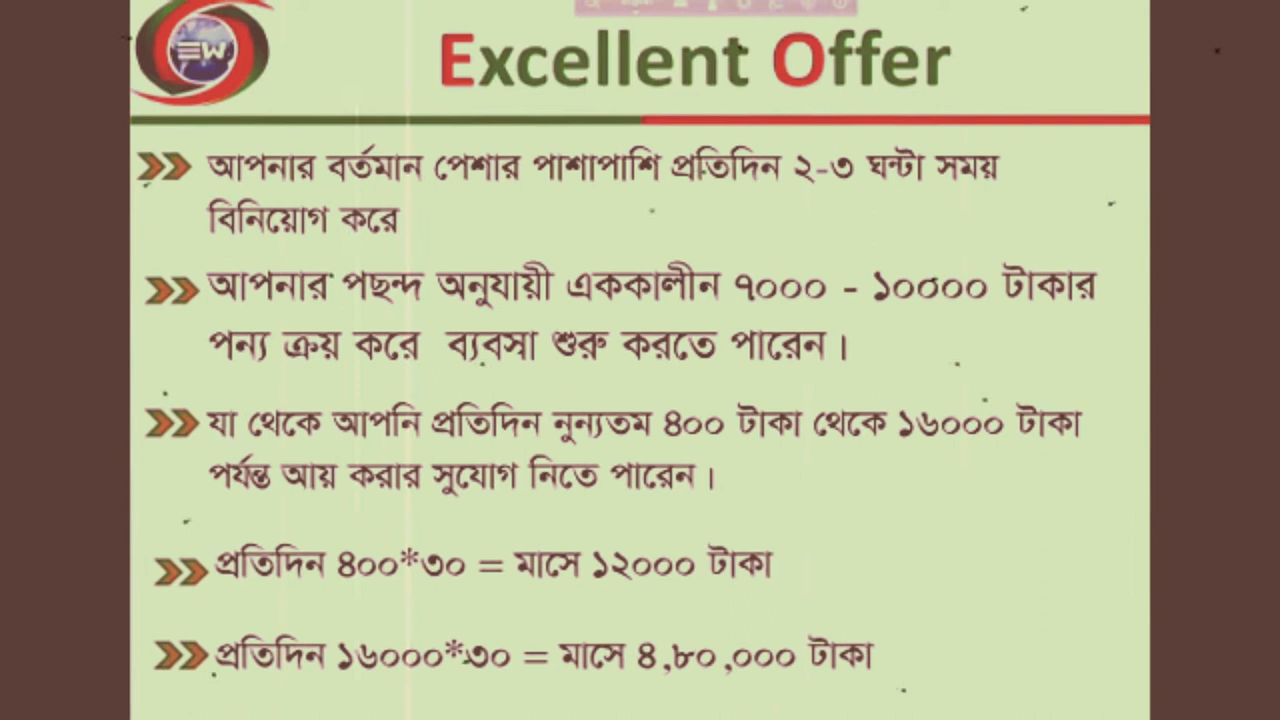 EW
Excellent Offer
আপনার বর্তমান পেশার পাশাপাশি প্রতিদিন ২-৩ ঘন্টা সময়
বিনিয়োগ করে
আপনার পছন্দ অনুযায়ী এককালীন ৭০০০ - ১০০০০ টাকার
পন্য ক্রয় করে ব্যবসা শুরু করতে পারেন।
যা থেকে আপনি প্রতিদিন নুন্যতম ৪০০ টাকা থেকে ১৬০০০ টাকা
পর্যন্ত আয় করার সুযোগ নিতে পারেন।
প্রতিদিন ৪০০*৩০ = মাসে ১২০০০ টাকা
প্রতিদিন ১৬০০০*৩০ = মাসে ৪,৮০,০০০ টাকা